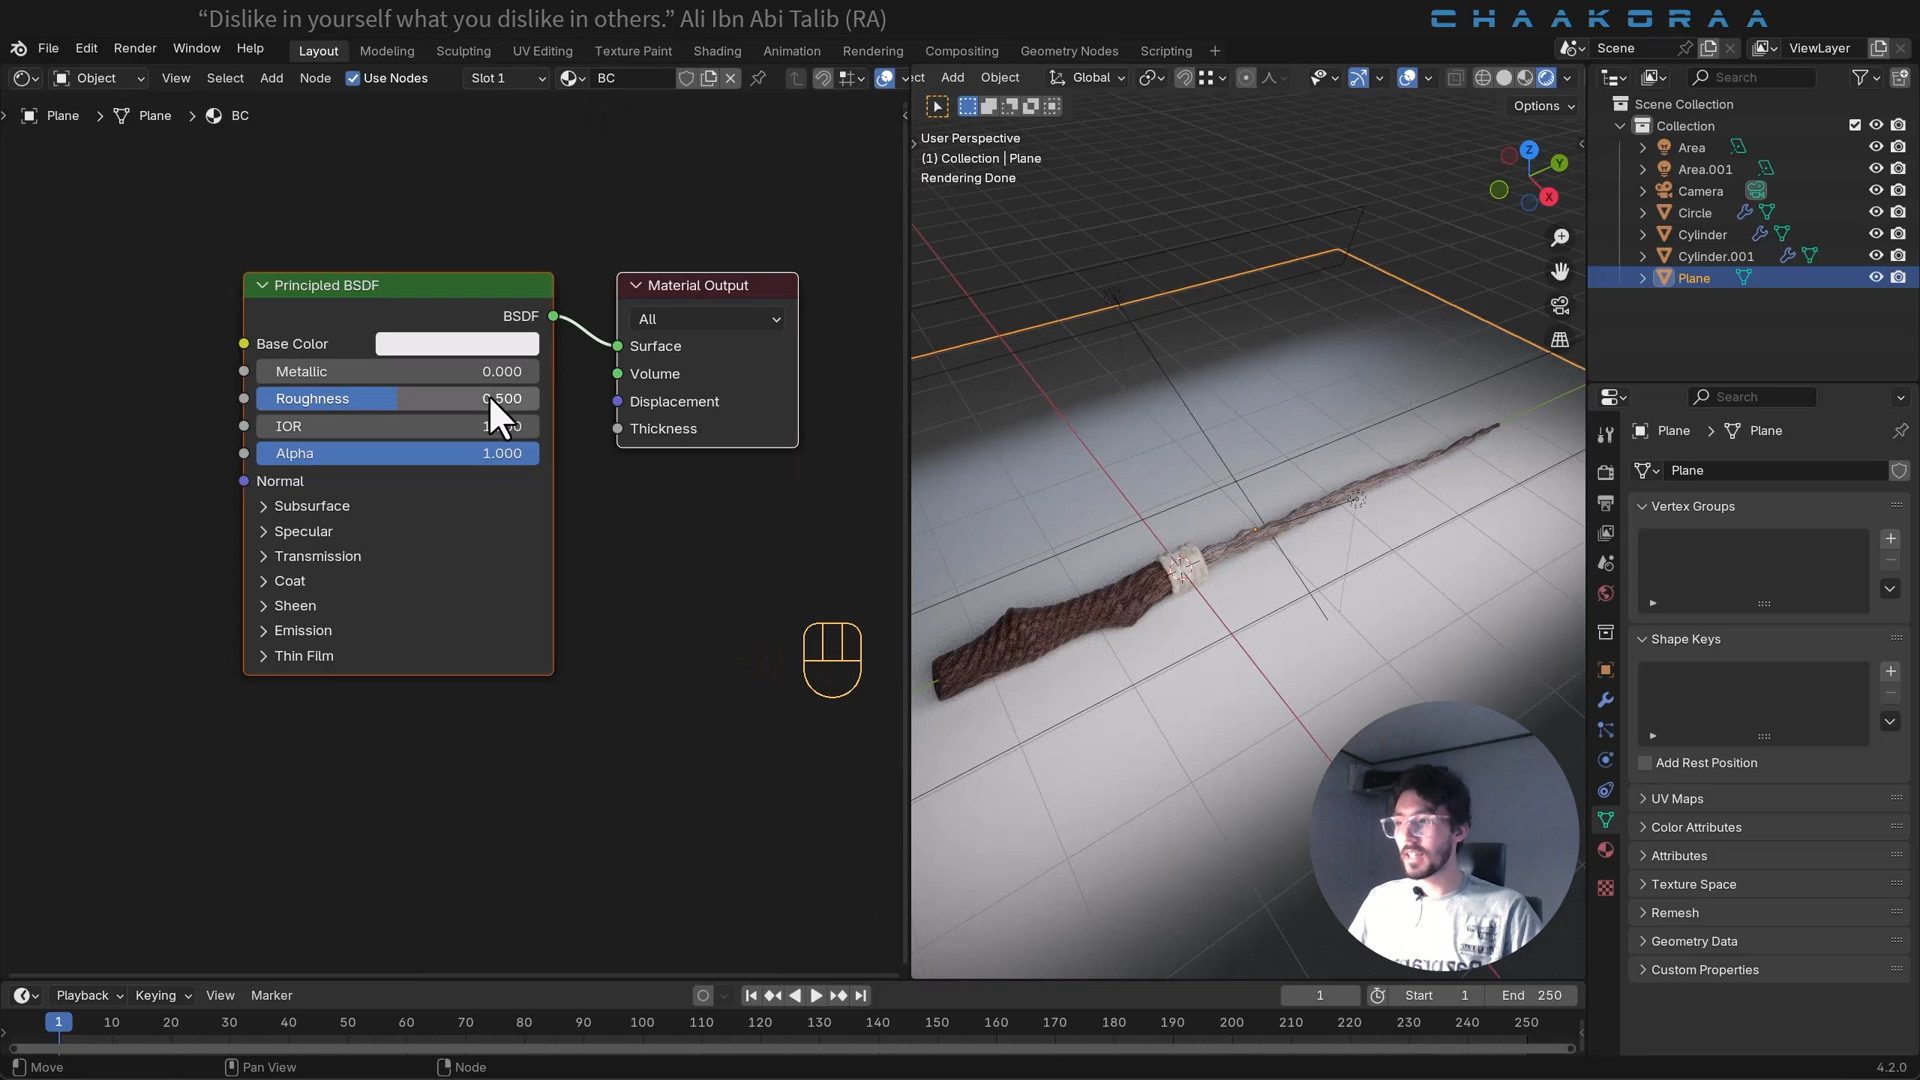 “Dislike in yourself what you dislike in others.” Ali Ibn Abi Talib (RA)
CHAAKORAA
File Edit Render Window Help
Layout Modeling Sculpting UV Editing Texture Paint Shading Animation Rendering Compositing Geometry Nodes Scripting +
Scene
ViewLayer
Object View Select Add Node Use Nodes Slot 1 BC
ect Add Object Global
Search
Options
Plane > Plane > BC
User Perspective
(1) Collection | Plane
Rendering Done
Z
Y
X
Scene Collection
Collection
Area
Area.001
Camera
Circle
Cylinder
Cylinder.001
Plane
Principled BSDF
BSDF
Base Color
Metallic 0.000
Roughness 0.500
IOR
Alpha 1.000
Normal
Subsurface
Specular
Transmission
Coat
Sheen
Emission
Thin Film
Material Output
All
Surface
Volume
Displacement
Thickness
Search
Plane > Plane
Plane
Vertex Groups
Shape Keys
Add Rest Position
UV Maps
Color Attributes
Attributes
Texture Space
Remesh
Geometry Data
Custom Properties
Playback Keying View Marker
1 Start 1 End 250
1 10 20 30 40 50 60 70 80 90 100 110 120 130 140 150 160 170 180 190 200 210 220 230 240 250
Move Pan View Node 4.2.0